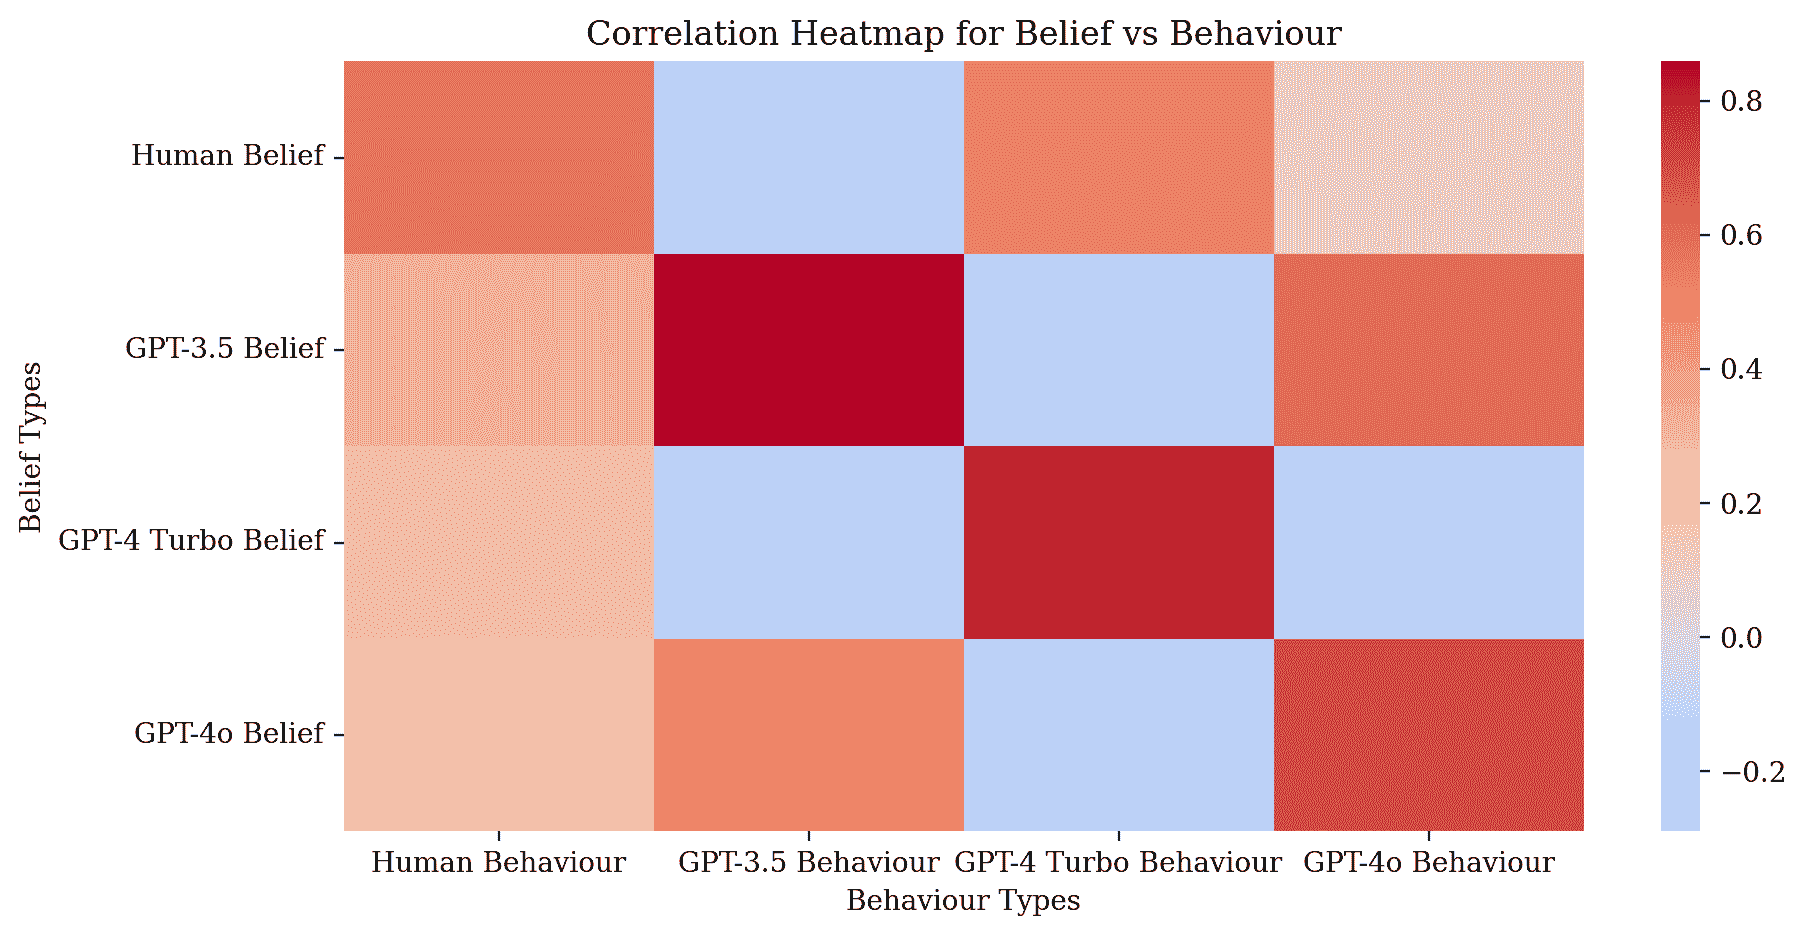 Correlation Heatmap for Belief vs Behaviour
Belief Types
Human Belief
GPT-3.5 Belief
GPT-4 Turbo Belief
GPT-4o Belief
Human Behaviour
GPT-3.5 Behaviour
GPT-4 Turbo Behaviour
GPT-4o Behaviour
Behaviour Types
0.8
0.6
0.4
0.2
0.0
−0.2